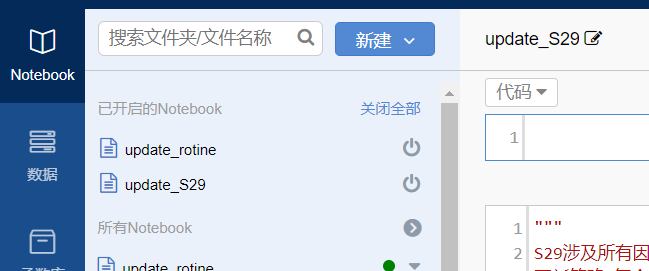 搜索文件夹/文件名称
新建
update_S29
Notebook
代码
已开启的Notebook
关闭全部
1
update_rotine
数据
update_S29
所有Notebook
1 """
2 S29涉及所有因
update_rotine